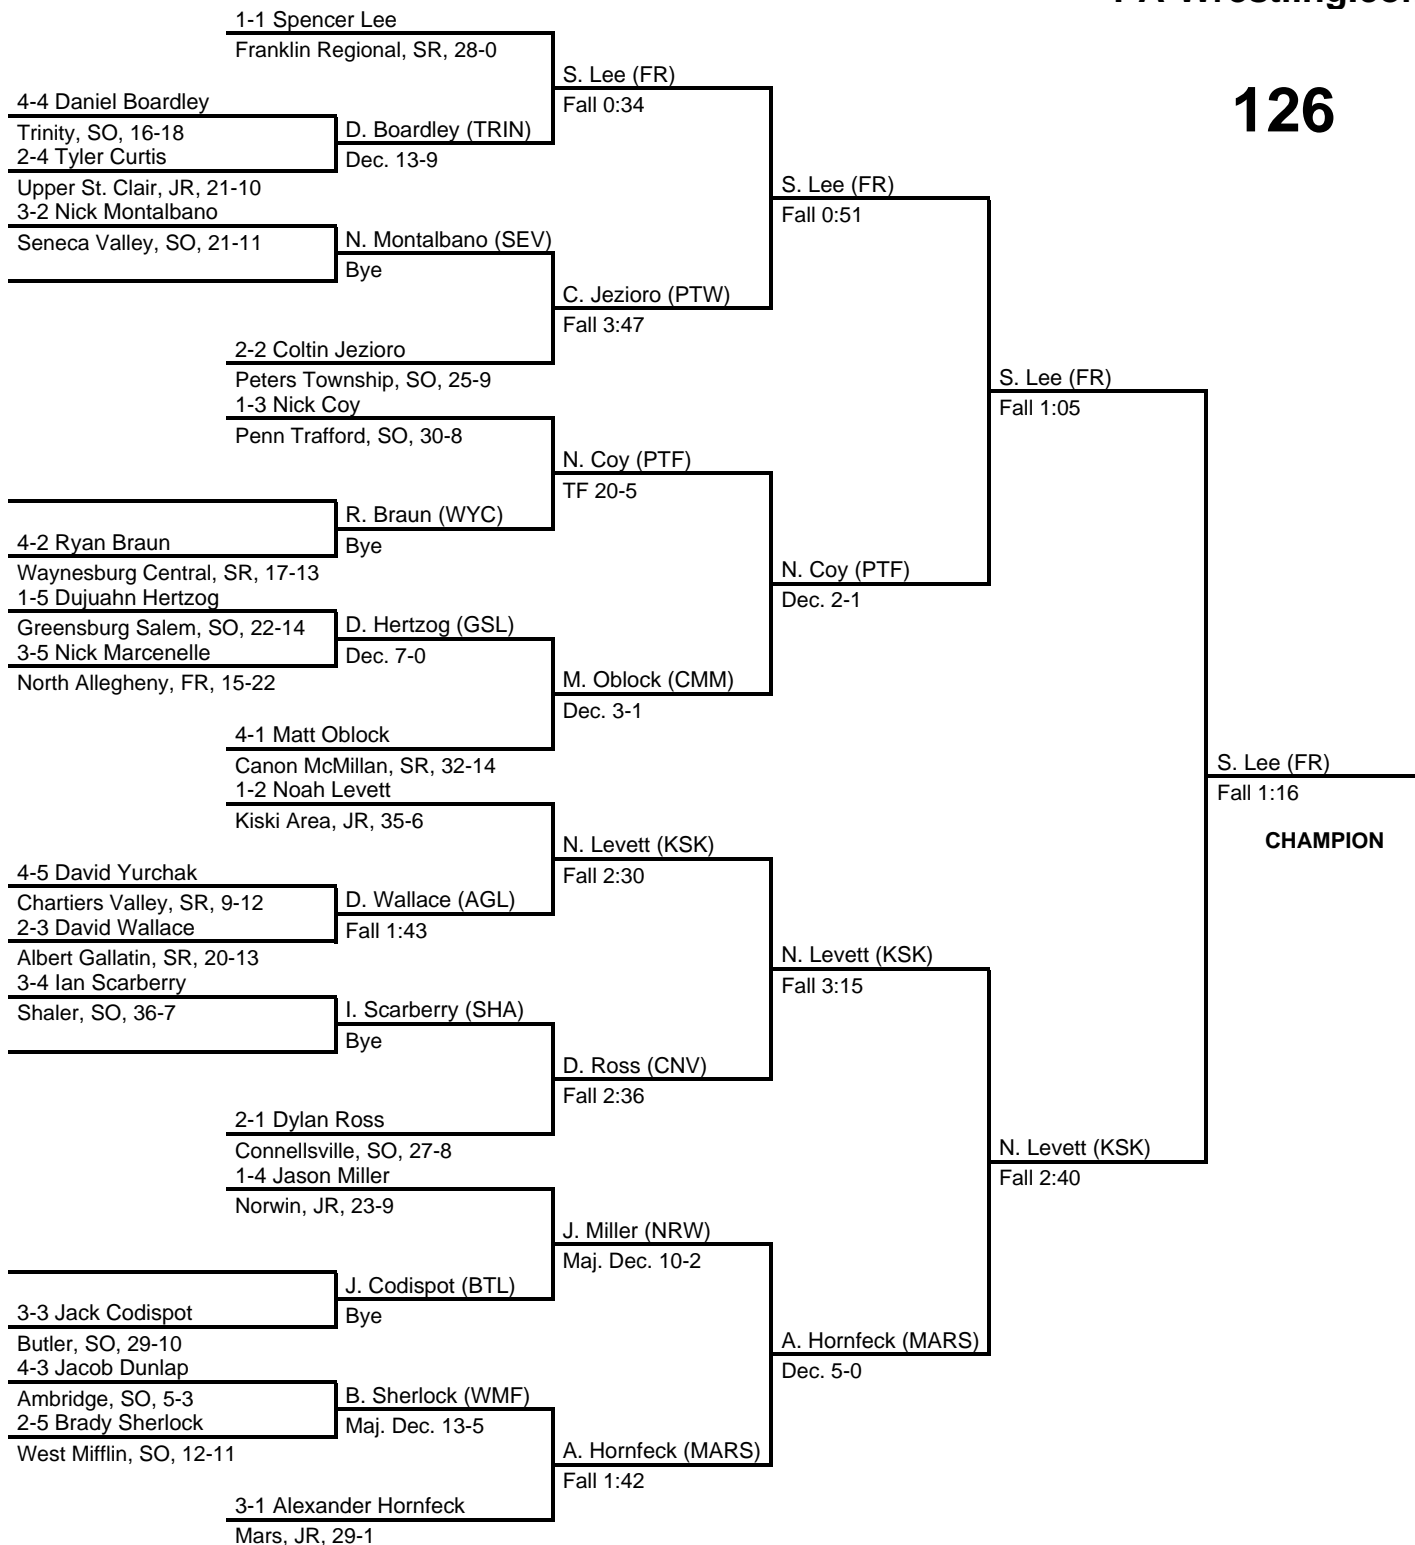 1-1 Spencer Lee
Franklin Regional, SR, 28-0
S. Lee (FR)
Fall 0:34
126
4-4 Daniel Boardley
Trinity, SO, 16-18
D. Boardley (TRIN)
2-4 Tyler Curtis
Dec. 13-9
Upper St. Clair, JR, 21-10
S. Lee (FR)
3-2 Nick Montalbano
Fall 0:51
Seneca Valley, SO, 21-11
N. Montalbano (SEV)
Bye
C. Jezioro (PTW)
Fall 3:47
2-2 Coltin Jezioro
Peters Township, SO, 25-9
S. Lee (FR)
1-3 Nick Coy
Fall 1:05
Penn Trafford, SO, 30-8
N. Coy (PTF)
TF 20-5
R. Braun (WYC)
4-2 Ryan Braun
Bye
Waynesburg Central, SR, 17-13
N. Coy (PTF)
1-5 Dujuahn Hertzog
Dec. 2-1
Greensburg Salem, SO, 22-14
D. Hertzog (GSL)
3-5 Nick Marcenelle
Dec. 7-0
North Allegheny, FR, 15-22
M. Oblock (CMM)
Dec. 3-1
4-1 Matt Oblock
Canon McMillan, SR, 32-14
S. Lee (FR)
1-2 Noah Levett
Fall 1:16
Kiski Area, JR, 35-6
CHAMPION
N. Levett (KSK)
Fall 2:30
4-5 David Yurchak
Chartiers Valley, SR, 9-12
D. Wallace (AGL)
2-3 David Wallace
Fall 1:43
Albert Gallatin, SR, 20-13
N. Levett (KSK)
3-4 Ian Scarberry
Fall 3:15
Shaler, SO, 36-7
I. Scarberry (SHA)
Bye
D. Ross (CNV)
Fall 2:36
2-1 Dylan Ross
Connellsville, SO, 27-8
N. Levett (KSK)
1-4 Jason Miller
Fall 2:40
Norwin, JR, 23-9
J. Miller (NRW)
Maj. Dec. 10-2
J. Codispot (BTL)
3-3 Jack Codispot
Bye
Butler, SO, 29-10
A. Hornfeck (MARS)
4-3 Jacob Dunlap
Dec. 5-0
Ambridge, SO, 5-3
B. Sherlock (WMF)
2-5 Brady Sherlock
Maj. Dec. 13-5
West Mifflin, SO, 12-11
A. Hornfeck (MARS)
Fall 1:42
3-1 Alexander Hornfeck
Mars, JR, 29-1